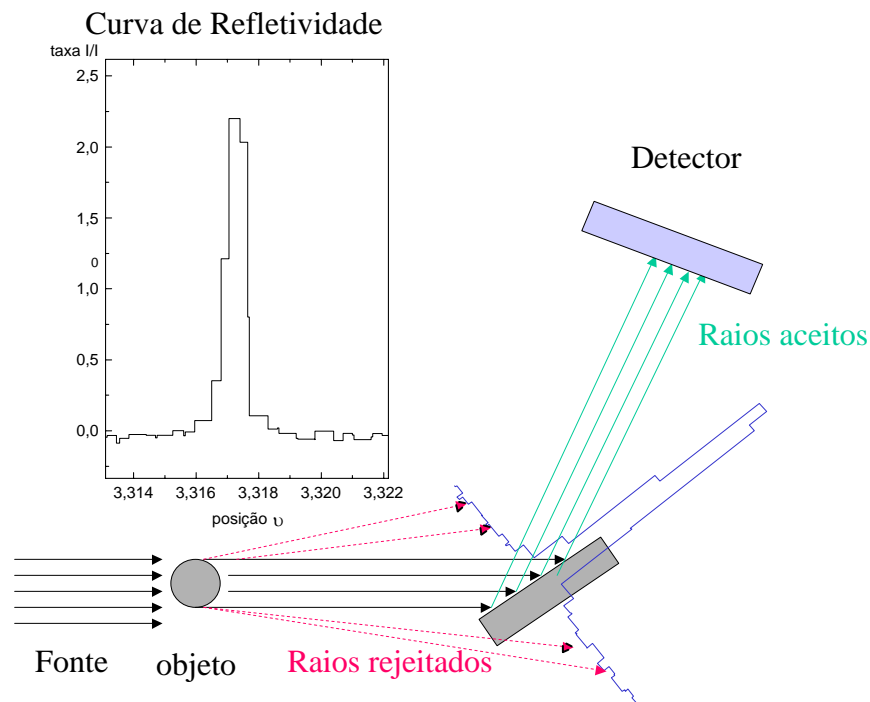 Curva de Refletividade
taxa I/I
0
2,5
2,0
1,5
1,0
0,5
0,0
3,314 3,316 3,318 3,320 3,322
posição υ
Detector
Raios aceitos
Fonte objeto Raios rejeitados